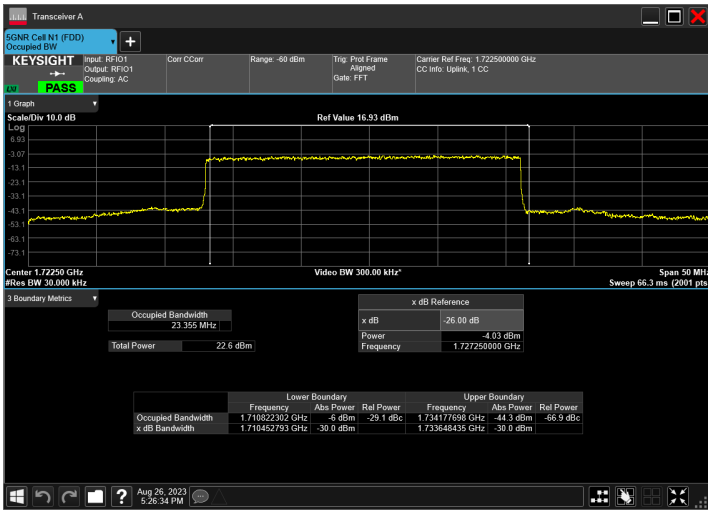 Transceiver A
5GNR Cell N1 (FDD)
Occupied BW
KEYSIGHT
LXI
PASS
Input: RFIO1
Output: RFIO1
Coupling: AC
Corr CCorr
Range: -60 dBm
Trig: Prot Frame
Aligned
Gate: FFT
Carrier Ref Freq: 1.722500000 GHz
CC Info: Uplink, 1 CC
1 Graph
Scale/Div 10.0 dB
Ref Value 16.93 dBm
Log
6.93
-3.07
-13.1
-23.1
-33.1
-43.1
-53.1
-63.1
-73.1
Center 1.72250 GHz
Video BW 300.00 kHz*
Span 50 MHz
#Res BW 30.000 kHz
Sweep 66.3 ms (2001 pts
3 Boundary Metrics
Occupied Bandwidth
23.355 MHz
Total Power 22.6 dBm
x dB Reference
x dB -26.00 dB
Power -4.03 dBm
Frequency 1.727250000 GHz
Lower Boundary Upper Boundary
Frequency Abs Power Rel Power Frequency Abs Power Rel Power
Occupied Bandwidth 1.710822302 GHz -6 dBm -29.1 dBc 1.734177698 GHz -44.3 dBm -66.9 dBc
x dB Bandwidth 1.710452793 GHz -30.0 dBm 1.733648435 GHz -30.0 dBm
Aug 26, 2023
5:26:34 PM